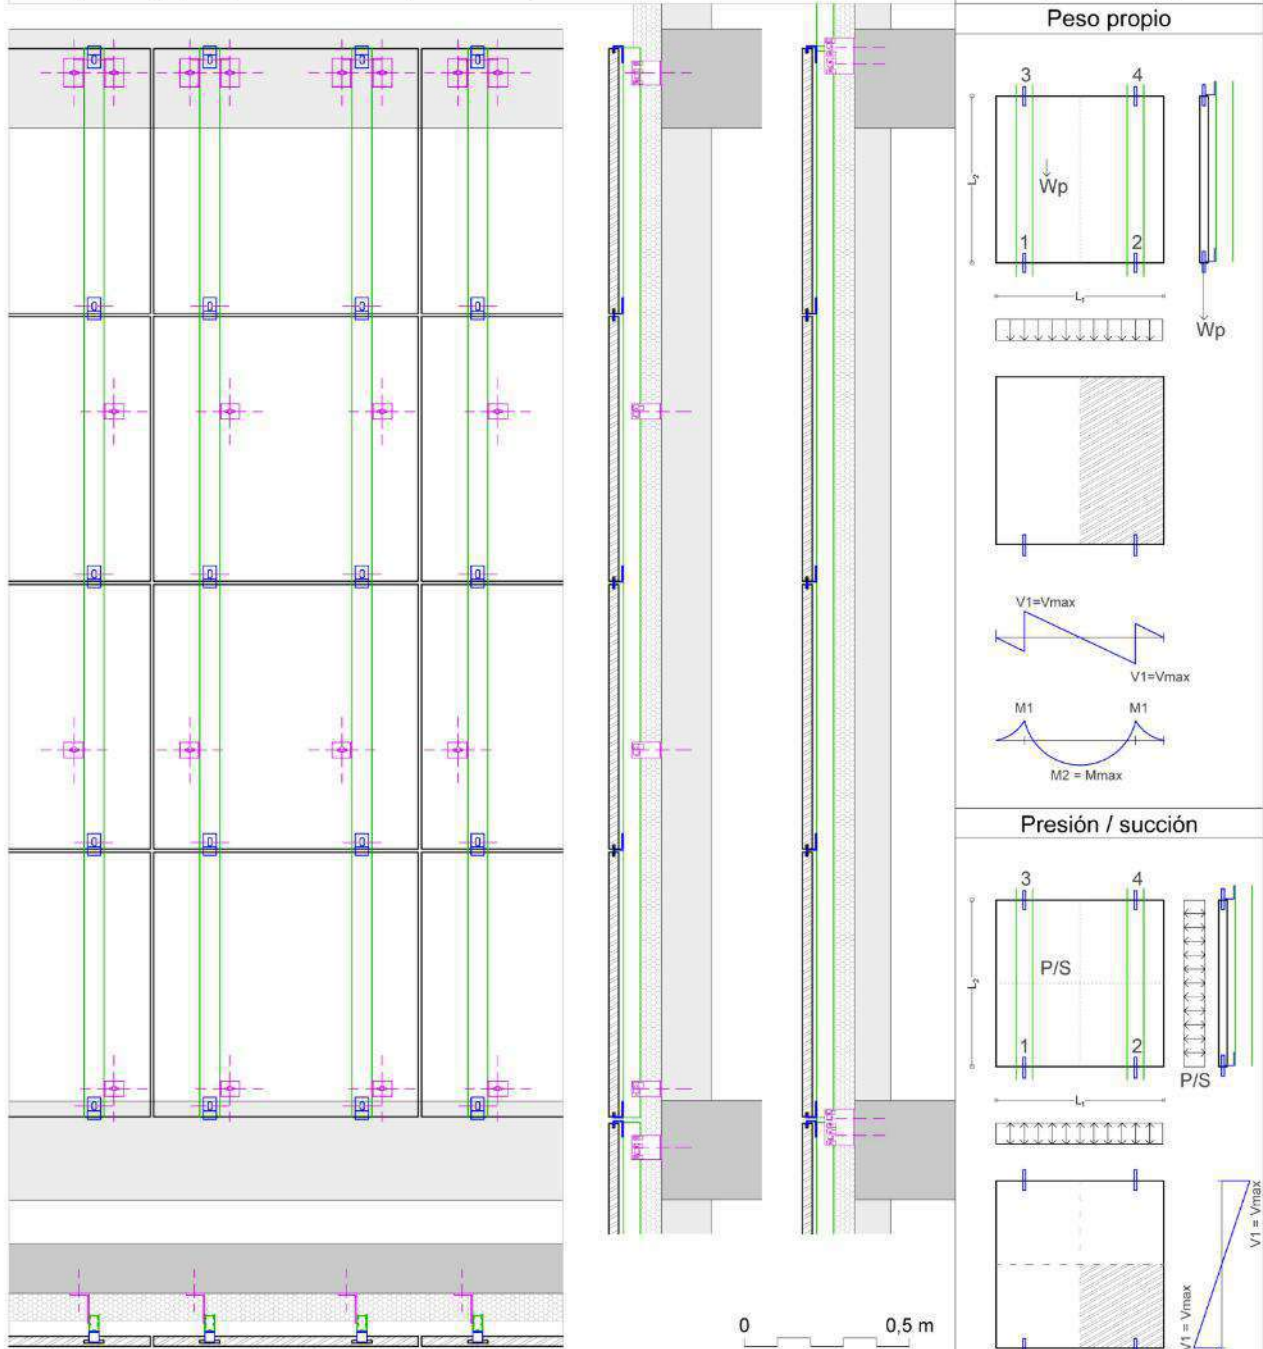 Peso propio
3 4
L2
Wp
1 2
L1
Wp
V1=Vmax
V1=Vmax
M1 M1
M2 = Mmax
Presión / succión
3 4
L2
P/S
1 2
P/S
L1
V1 = Vmax
V1 = Vmax
0 0,5 m